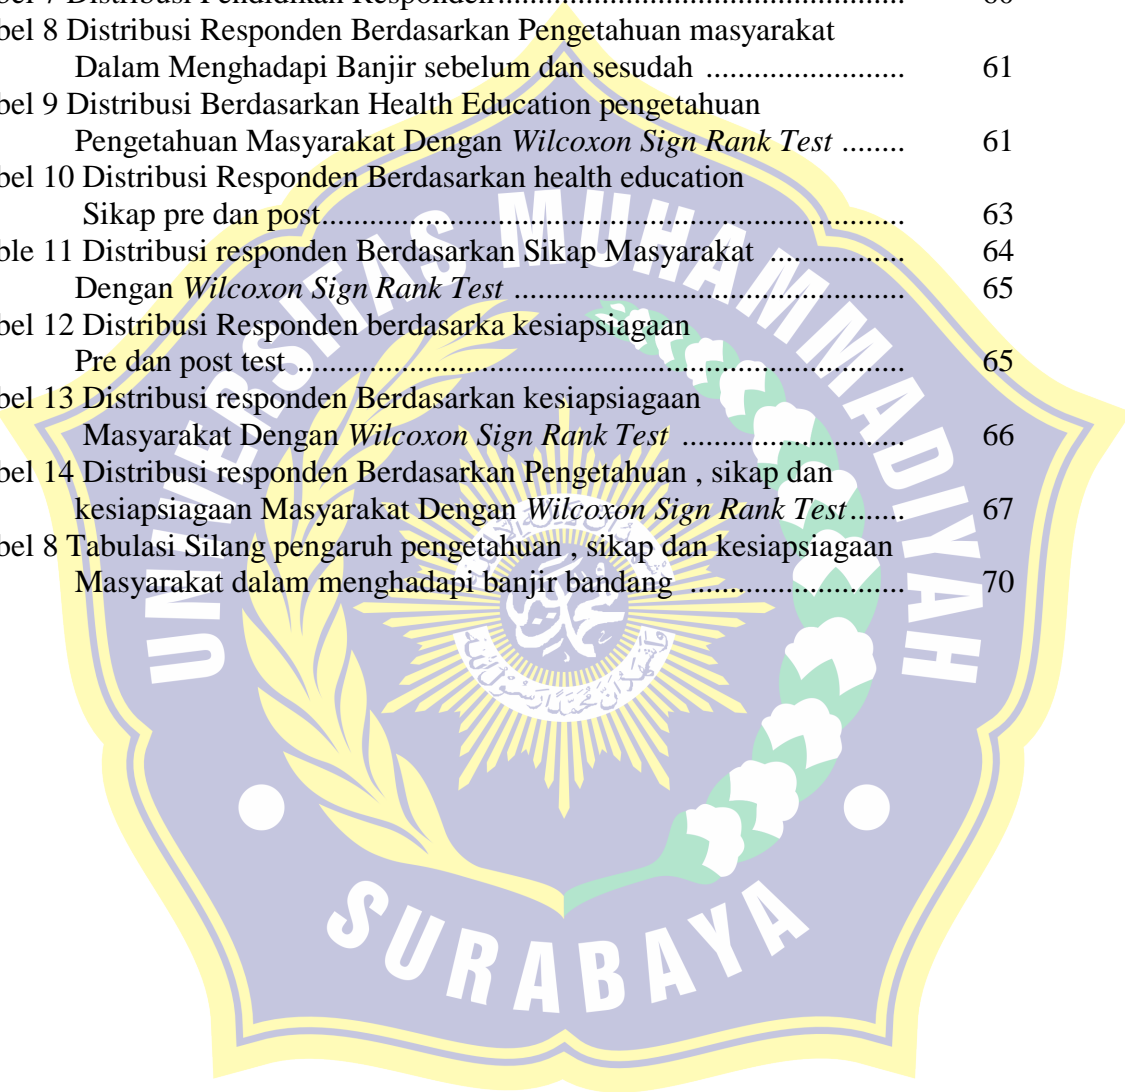 bel 7 Distribusi Pendidikan Responden.................................................... 60
bel 8 Distribusi Responden Berdasarkan Pengetahuan masyarakat
Dalam Menghadapi Banjir sebelum dan sesudah ......................... 61
bel 9 Distribusi Berdasarkan Health Education pengetahuan
Pengetahuan Masyarakat Dengan Wilcoxon Sign Rank Test ........ 61
bel 10 Distribusi Responden Berdasarkan health education
Sikap pre dan post......................................................................... 63
ble 11 Distribusi responden Berdasarkan Sikap Masyarakat ................. 64
Dengan Wilcoxon Sign Rank Test ................................................. 65
bel 12 Distribusi Responden berdasarka kesiapsiagaan
Pre dan post test ............................................................................ 65
bel 13 Distribusi responden Berdasarkan kesiapsiagaan
Masyarakat Dengan Wilcoxon Sign Rank Test ............................ 66
bel 14 Distribusi responden Berdasarkan Pengetahuan , sikap dan
kesiapsiagaan Masyarakat Dengan Wilcoxon Sign Rank Test....... 67
bel 8 Tabulasi Silang pengaruh pengetahuan , sikap dan kesiapsiagaan
Masyarakat dalam menghadapi banjir bandang ........................... 70
UNIVERSITAS MUHAMMADIYAH
SURABAYA